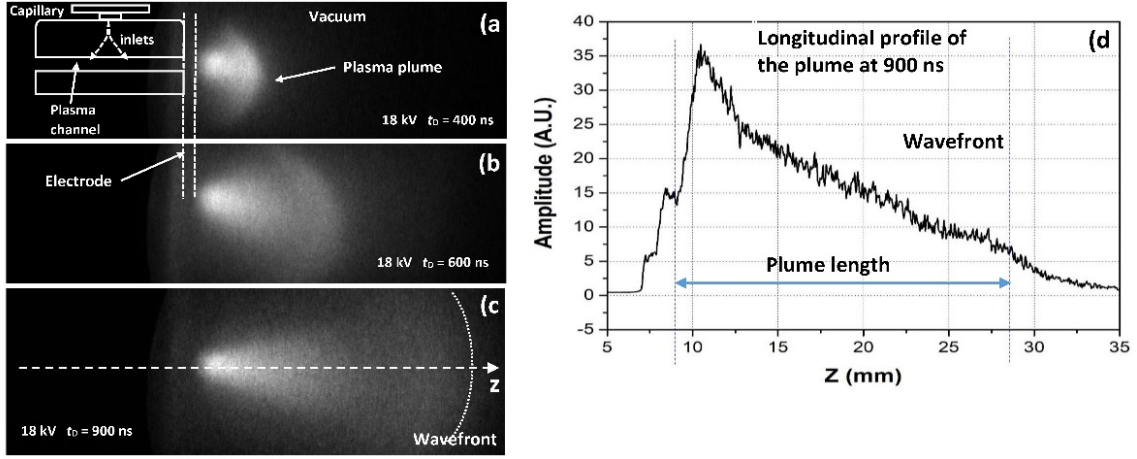 Capillary
inlets
Vacuum
(a)
Plasma plume
Plasma
channel
18 kV tD = 400 ns
Electrode
(b)
18 kV tD = 600 ns
(c)
z
18 kV tD = 900 ns
Wavefront
(d)
Longitudinal profile of
the plume at 900 ns
Wavefront
Plume length
Amplitude (A.U.)
40
35
30
25
20
15
10
5
0
-5
5 10 15 20 25 30 35
Z (mm)